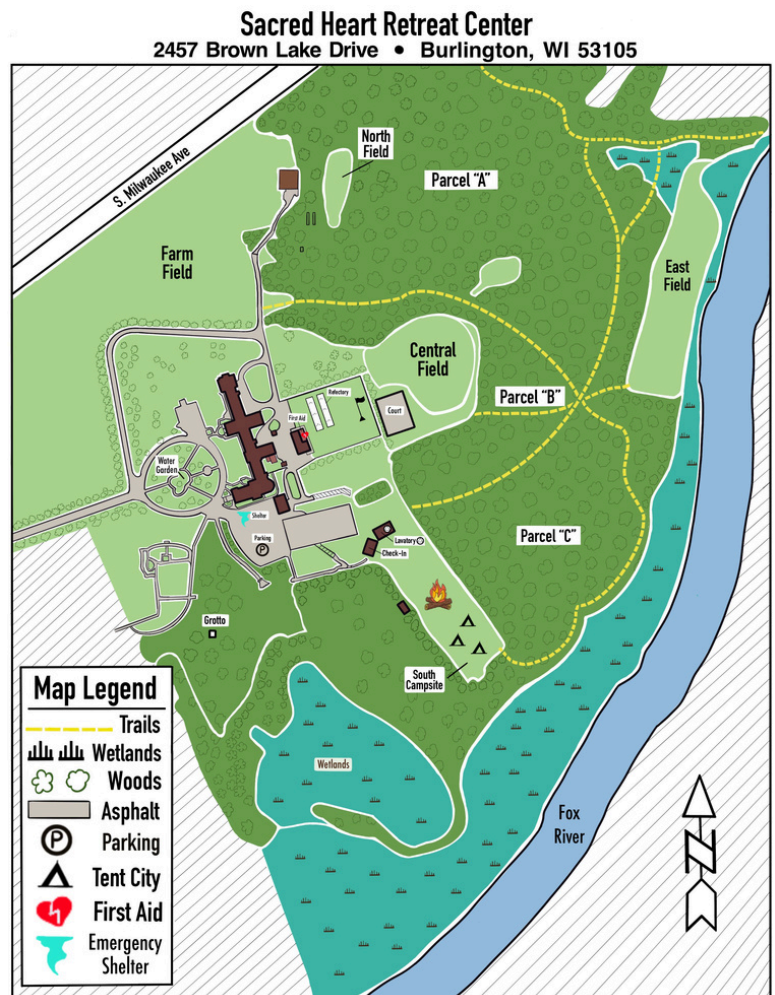 Sacred Heart Retreat Center
2457 Brown Lake Drive • Burlington, WI 53105
S. Milwaukee Ave
North
Field
Parcel "A"
Farm
Field
East
Field
Central
Field
Refectory
First Aid
Court
Parcel "B"
Water
Garden
Shelter
Parking
P
Lavatory
Check-In
Parcel "C"
Grotto
South
Campsite
Wetlands
Fox
River
N
Map Legend
Trails
Wetlands
Woods
Asphalt
P Parking
Tent City
First Aid
Emergency
Shelter